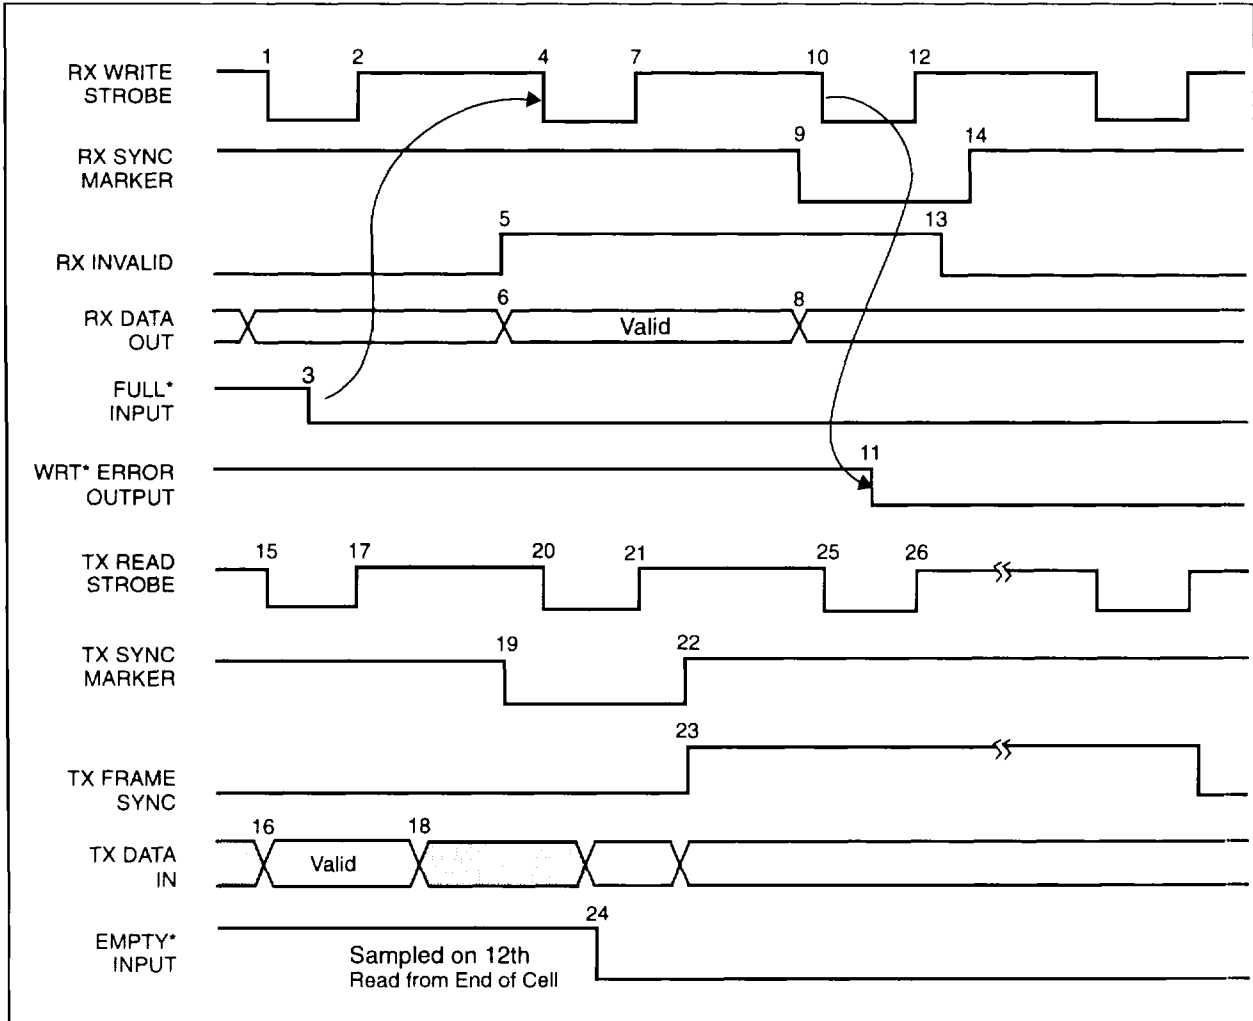 1 2 4 7 10 12
RX WRITE
STROBE
9 14
RX SYNC
MARKER
5 13
RX INVALID
6 8
RX DATA
OUT
Valid
3
FULL*
INPUT
11
WRT* ERROR
OUTPUT
15 17 20 21 25 26
TX READ
STROBE
19 22
TX SYNC
MARKER
23
TX FRAME
SYNC
16 18
TX DATA
IN
Valid
24
EMPTY*
INPUT
Sampled on 12th
Read from End of Cell